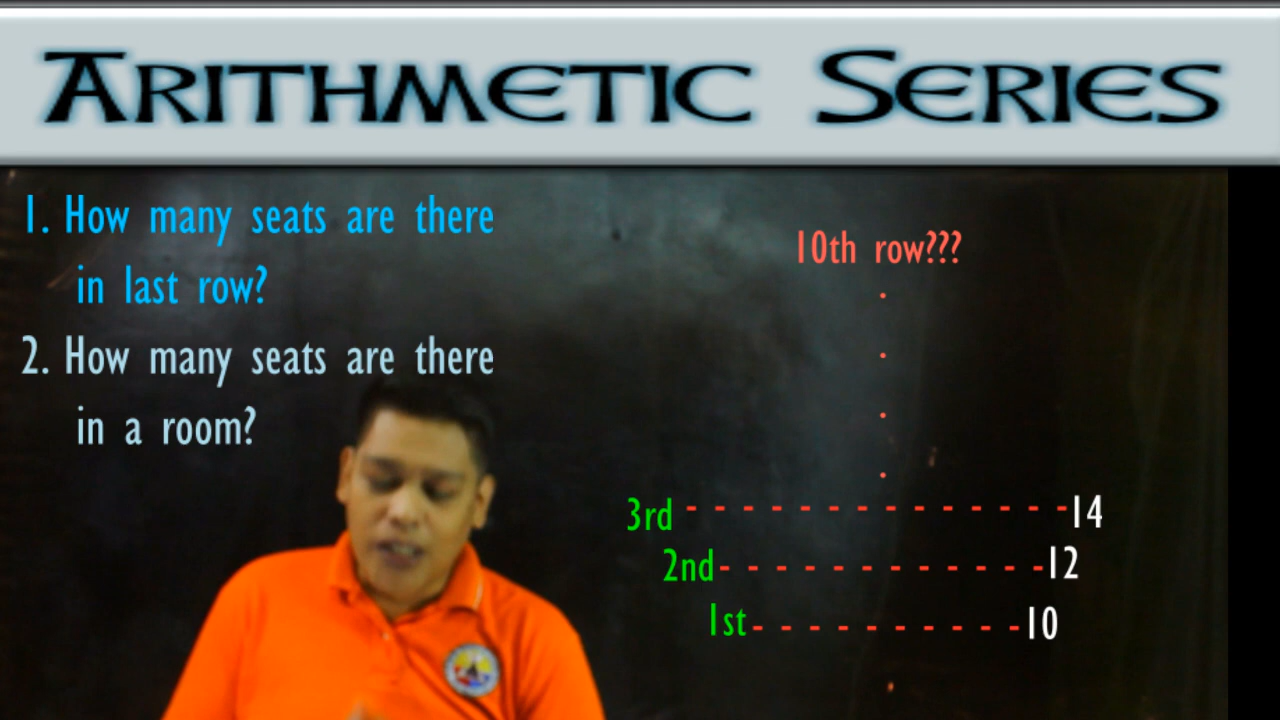 ARITHMETIC SERIES
1. How many seats are there
in last row?
2. How many seats are there
in a room?
10th row???
3rd - - - - - - - - - - - - - - 14
2nd - - - - - - - - - - - - 12
1st - - - - - - - - - - 10